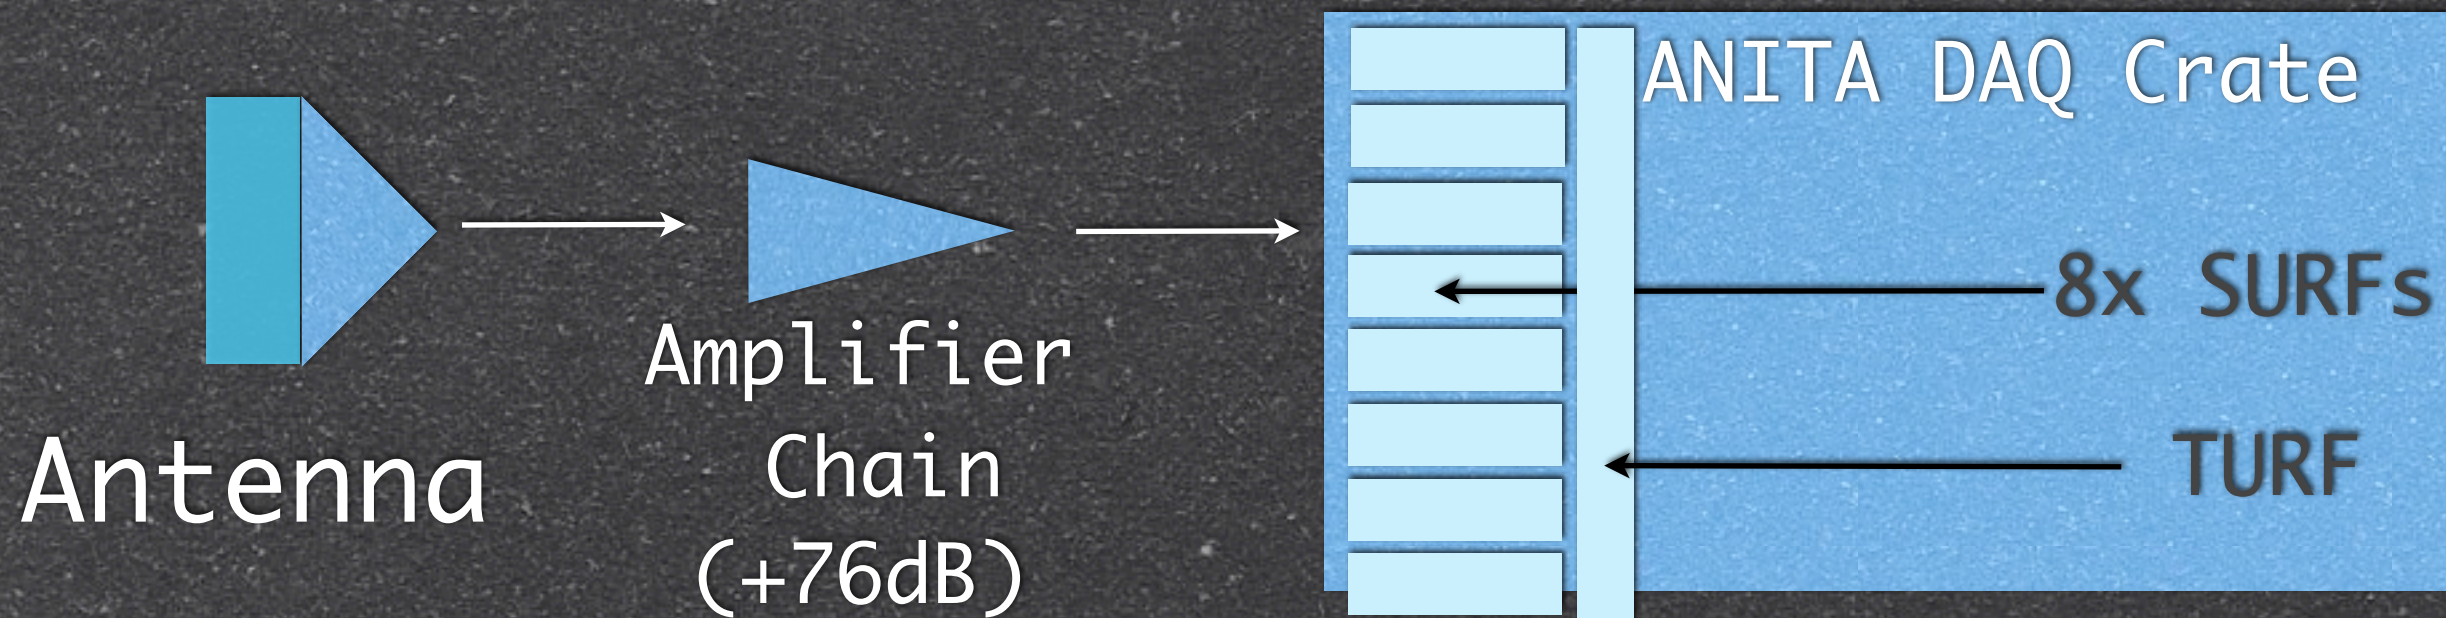 ANITA DAQ Crate
8x SURFs
Amplifier
Chain
(+76dB)
Antenna
TURF